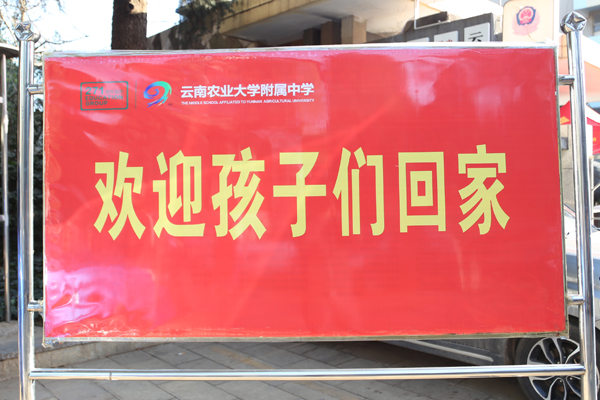 云南农业大学附属中学
THE MIDDLE SCHOOL AFFILIATED TO YUNNAN AGRICULTURAL UNIVERSITY
欢迎孩子们回家